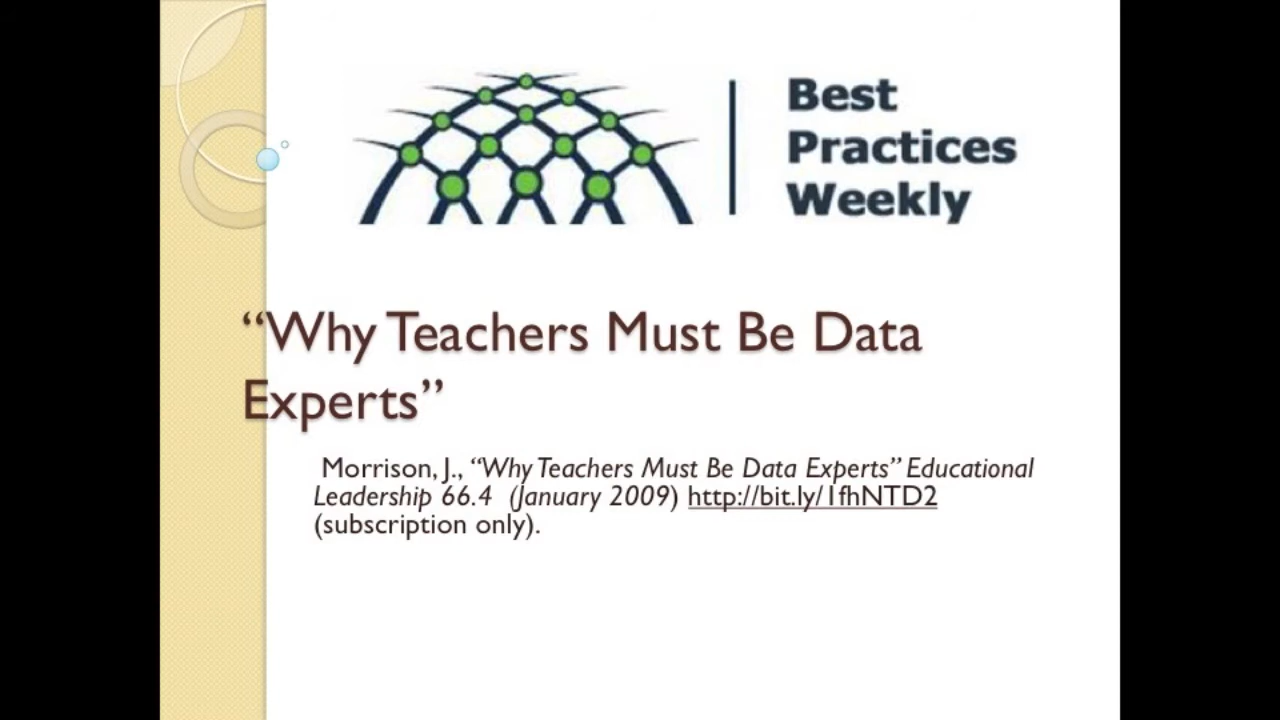 Best
Practices
Weekly
“Why Teachers Must Be Data
Experts”
Morrison, J., “Why Teachers Must Be Data Experts” Educational
Leadership 66.4 (January 2009) http://bit.ly/1fhNTD2
(subscription only).